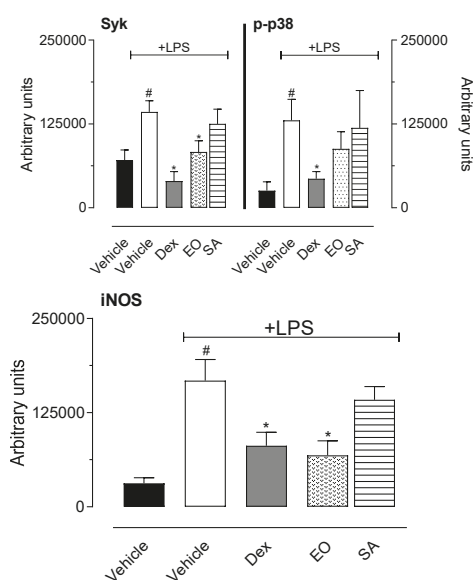 Syk
p-p38
250000
+LPS
+LPS
250000
Arbitrary units
#
#
Arbitrary units
125000
*
125000
*
*
0
0
Vehicle
Vehicle
Dex
EO
SA
Vehicle
Vehicle
Dex
EO
SA
iNOS
250000
+LPS
#
Arbitrary units
125000
*
*
0
Vehicle
Vehicle
Dex
EO
SA